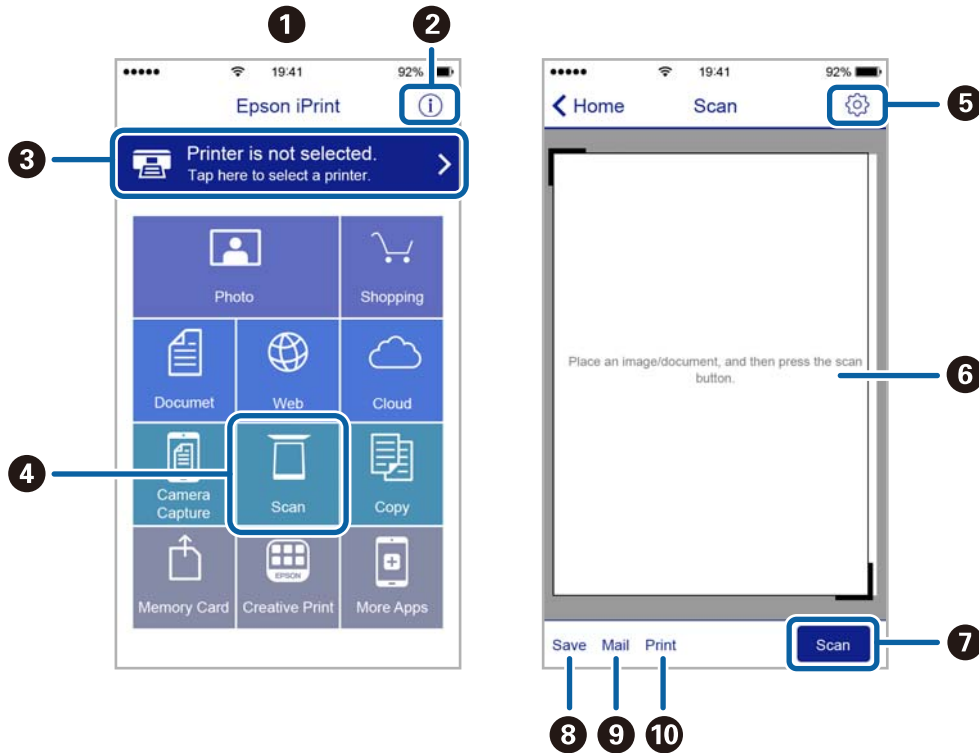 1
2
19:41
92%
Epson iPrint
i
3
Printer is not selected.
Tap here to select a printer.
Photo
Shopping
Documet
Web
Cloud
4
Camera
Capture
Scan
Copy
EPSON
Memory Card
Creative Print
More Apps
19:41
92%
Home
Scan
5
Place an image/document, and then press the scan
button.
6
Save Mail Print
Scan
7
8
9
10